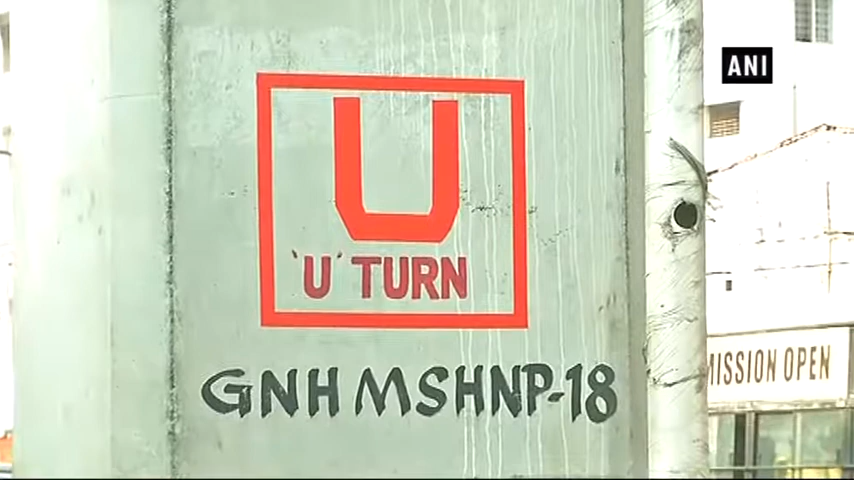 ANI
U
'U' TURN
GNH MSHNP-18
MISSION OPEN